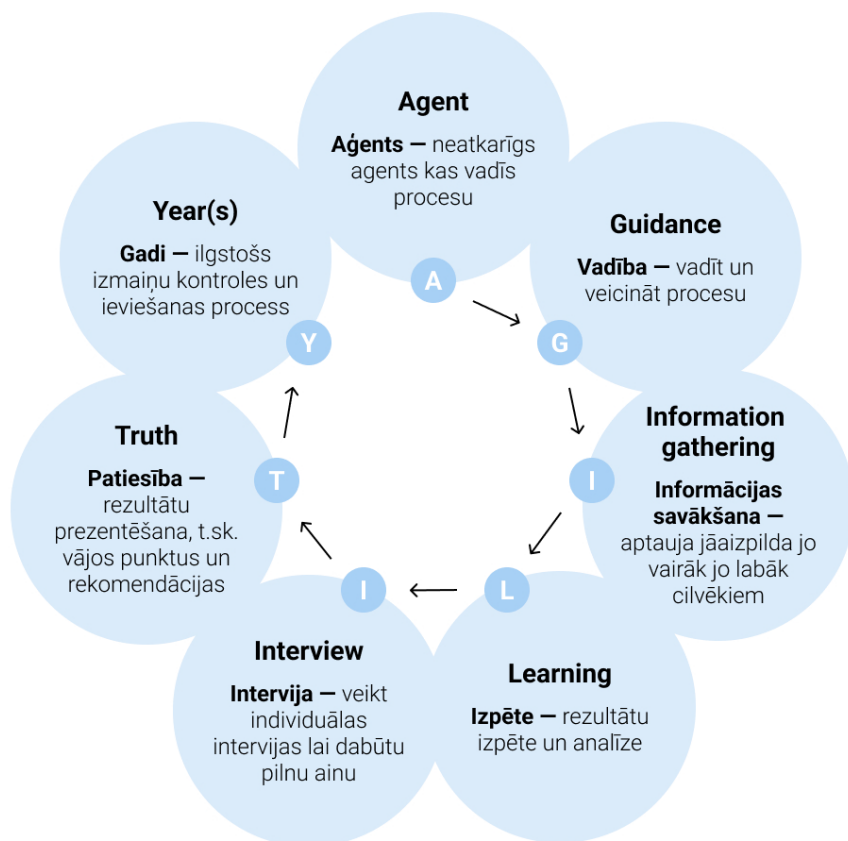 Agent
Aģents — neatkarīgs
agents kas vadīs
procesu
A
Guidance
Vadība — vadīt un
veicināt procesu
G
Information
gathering
Informācijas
savākšana —
aptauja jāaizpilda jo
vairāk jo labāk
cilvēkiem
I
Learning
Izpēte — rezultātu
izpēte un analīze
L
Interview
Intervija — veikt
individuālas
intervijas lai dabūtu
pilnu ainu
I
Truth
Patiesība —
rezultātu
prezentēšana, t.sk.
vājos punktus un
rekomendācijas
T
Year(s)
Gadi — ilgstošs
izmaiņu kontroles un
ieviešanas process
Y